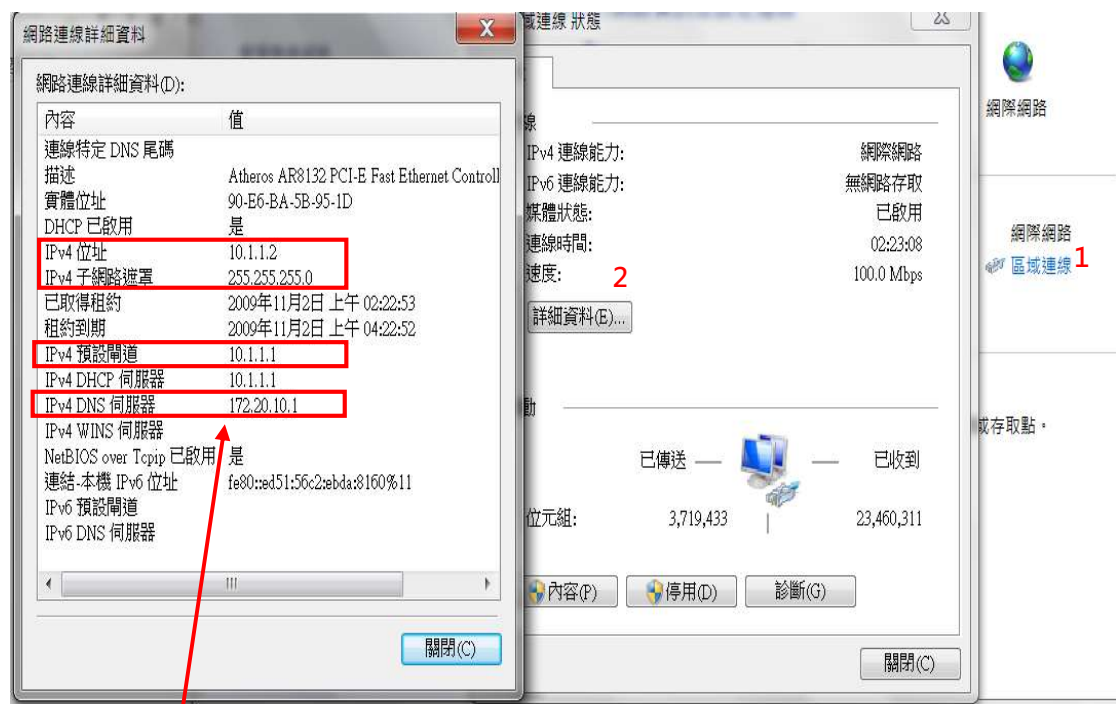 網路連線詳細資料
網路連線詳細資料(D):
內容 值
連線特定 DNS 尾碼
描述 Atheros AR8132 PCI-E Fast Ethernet Controll
實體位址 90-E6-BA-5B-95-1D
DHCP 已啟用 是
IPv4 位址 10.1.1.2
IPv4 子網路遮罩 255.255.255.0
已取得租約 2009年11月2日 上午 02:22:53
租約到期 2009年11月2日 上午 04:22:52
IPv4 預設閘道 10.1.1.1
IPv4 DHCP 伺服器 10.1.1.1
IPv4 DNS 伺服器 172.20.10.1
IPv4 WINS 伺服器
NetBIOS over Tcpip 已啟用 是
連結-本機 IPv6 位址 fe80::ed51:56c2:ebda:8160%11
IPv6 預設閘道
IPv6 DNS 伺服器
關閉(C)
域連線 狀態
線
IPv4 連線能力: 網際網路
IPv6 連線能力: 無網路存取
媒體狀態: 已啟用
連線時間: 02:23:08
速度: 100.0 Mbps
2
詳細資料(E)...
動
已傳送 — — 已收到
位元組: 3,719,433 | 23,460,311
內容(P) 停用(D) 診斷(G)
關閉(C)
網際網路
網際網路
區域連線 1
或存取點。